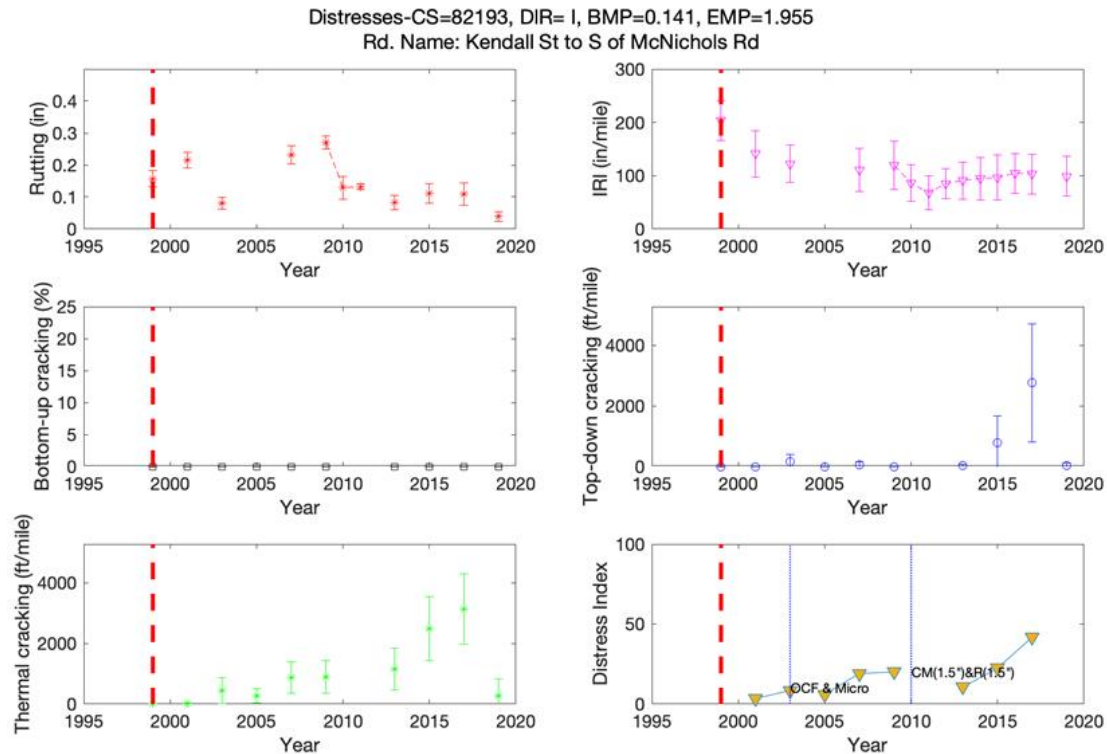 Distresses-CS=82193, DIR= I, BMP=0.141, EMP=1.955
Rd. Name: Kendall St to S of McNichols Rd
Rutting (in)
0.4
0.3
0.2
0.1
0
1995 2000 2005 2010 2015 2020
Year
IRI (in/mile)
300
200
100
0
1995 2000 2005 2010 2015 2020
Year
Bottom-up cracking (%)
25
20
15
10
5
0
1995 2000 2005 2010 2015 2020
Year
Top-down cracking (ft/mile)
4000
2000
0
1995 2000 2005 2010 2015 2020
Year
Thermal cracking (ft/mile)
4000
2000
0
1995 2000 2005 2010 2015 2020
Year
Distress Index
100
50
0
OCF & Micro
CM(1.5")&R(1.5")
1995 2000 2005 2010 2015 2020
Year